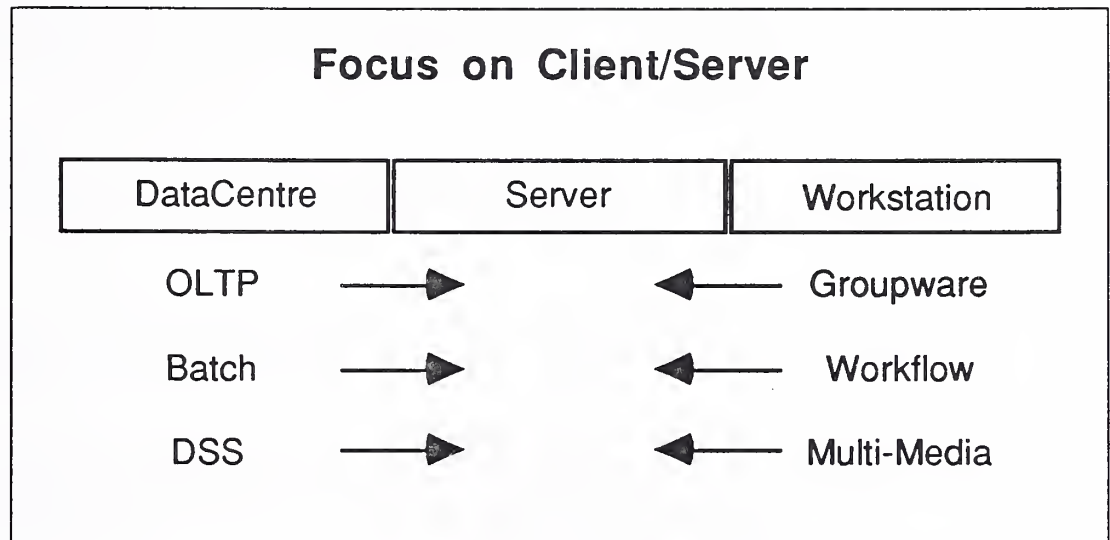 Focus on Client/Server
DataCentre Server Workstation
OLTP Groupware
Batch Workflow
DSS Multi-Media